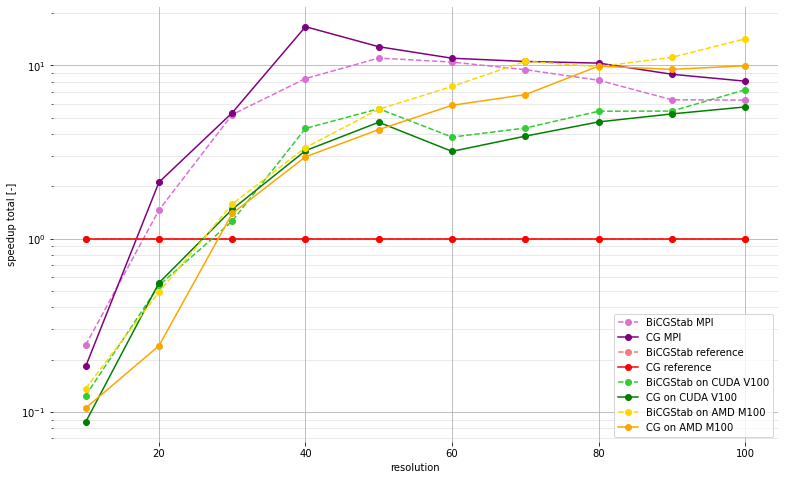 10¹
10⁰
10⁻¹
speedup total [-]
20
40
60
80
100
resolution
BiCGStab MPI
CG MPI
BiCGStab reference
CG reference
BiCGStab on CUDA V100
CG on CUDA V100
BiCGStab on AMD M100
CG on AMD M100